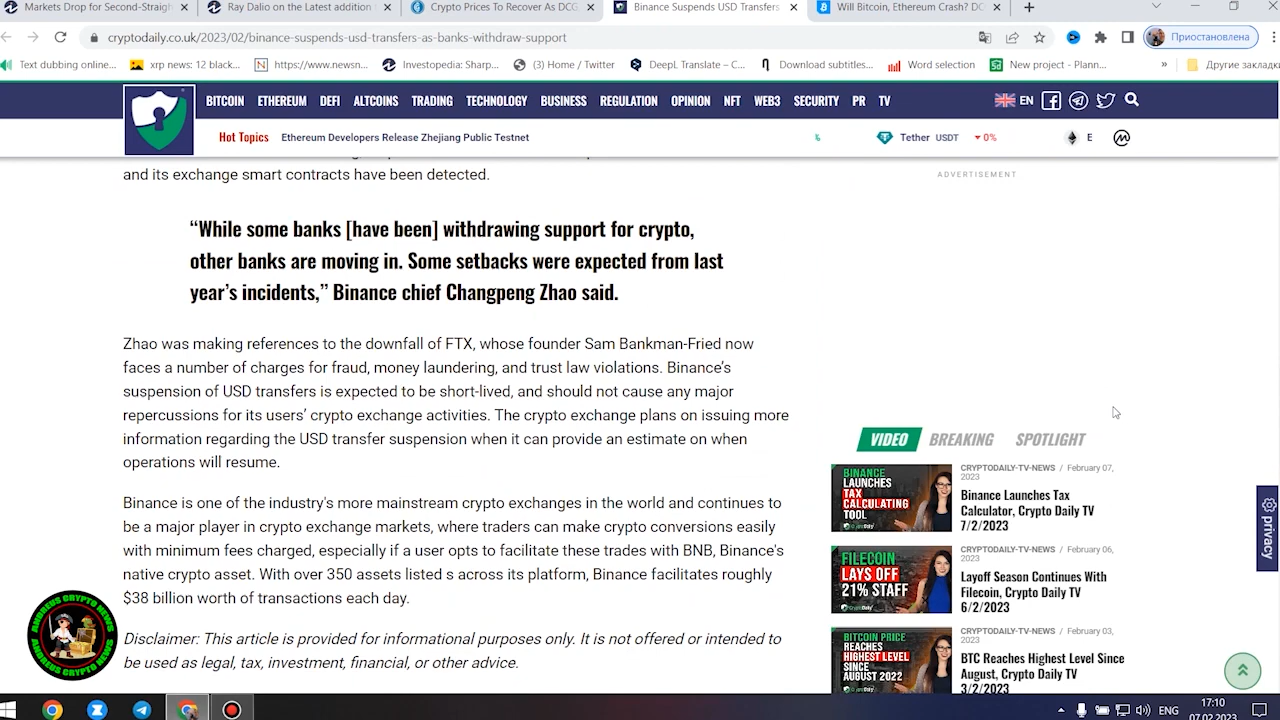 Markets Drop for Second-Straigh
Ray Dalio on the Latest addition
Crypto Prices To Recover As DCG
Binance Suspends USD Transfers
Will Bitcoin, Ethereum Crash? DC
cryptodaily.co.uk/2023/02/binance-suspends-usd-transfers-as-banks-withdraw-support
Приостановлена
Text dubbing online...
xrp news: 12 black...
https://www.newsn...
Investopedia: Sharp...
(3) Home / Twitter
DeepL Translate – C...
Download subtitles...
Word selection
New project - Plann...
»
Другие закладки
BITCOIN ETHEREUM DEFI ALTCOINS TRADING TECHNOLOGY BUSINESS REGULATION OPINION NFT WEB3 SECURITY PR TV
EN
Hot Topics Ethereum Developers Release Zhejiang Public Testnet
Tether USDT 0%
E
and its exchange smart contracts have been detected.
ADVERTISEMENT
“While some banks [have been] withdrawing support for crypto,
other banks are moving in. Some setbacks were expected from last
year’s incidents,” Binance chief Changpeng Zhao said.
Zhao was making references to the downfall of FTX, whose founder Sam Bankman-Fried now
faces a number of charges for fraud, money laundering, and trust law violations. Binance’s
suspension of USD transfers is expected to be short-lived, and should not cause any major
repercussions for its users’ crypto exchange activities. The crypto exchange plans on issuing more
information regarding the USD transfer suspension when it can provide an estimate on when
operations will resume.
Binance is one of the industry's more mainstream crypto exchanges in the world and continues to
be a major player in crypto exchange markets, where traders can make crypto conversions easily
with minimum fees charged, especially if a user opts to facilitate these trades with BNB, Binance's
native crypto asset. With over 350 assets listed s across its platform, Binance facilitates roughly
$38 billion worth of transactions each day.
Disclaimer: This article is provided for informational purposes only. It is not offered or intended to
be used as legal, tax, investment, financial, or other advice.
VIDEO BREAKING SPOTLIGHT
BINANCE
LAUNCHES
TAX
CALCULATING
TOOL
CRYPTODAILY-TV-NEWS / February 07,
2023
Binance Launches Tax
Calculator, Crypto Daily TV
7/2/2023
FILECOIN
LAYS OFF
21% STAFF
CRYPTODAILY-TV-NEWS / February 06,
2023
Layoff Season Continues With
Filecoin, Crypto Daily TV
6/2/2023
BITCOIN PRICE
REACHES
HIGHEST LEVEL
SINCE
AUGUST 2022
CRYPTODAILY-TV-NEWS / February 03,
2023
BTC Reaches Highest Level Since
August, Crypto Daily TV
3/2/2023
privacy
ANDREUS CRYPTO NEWS
ANDREUS CRYPTO NEWS
ENG
17:10
07.02.2023